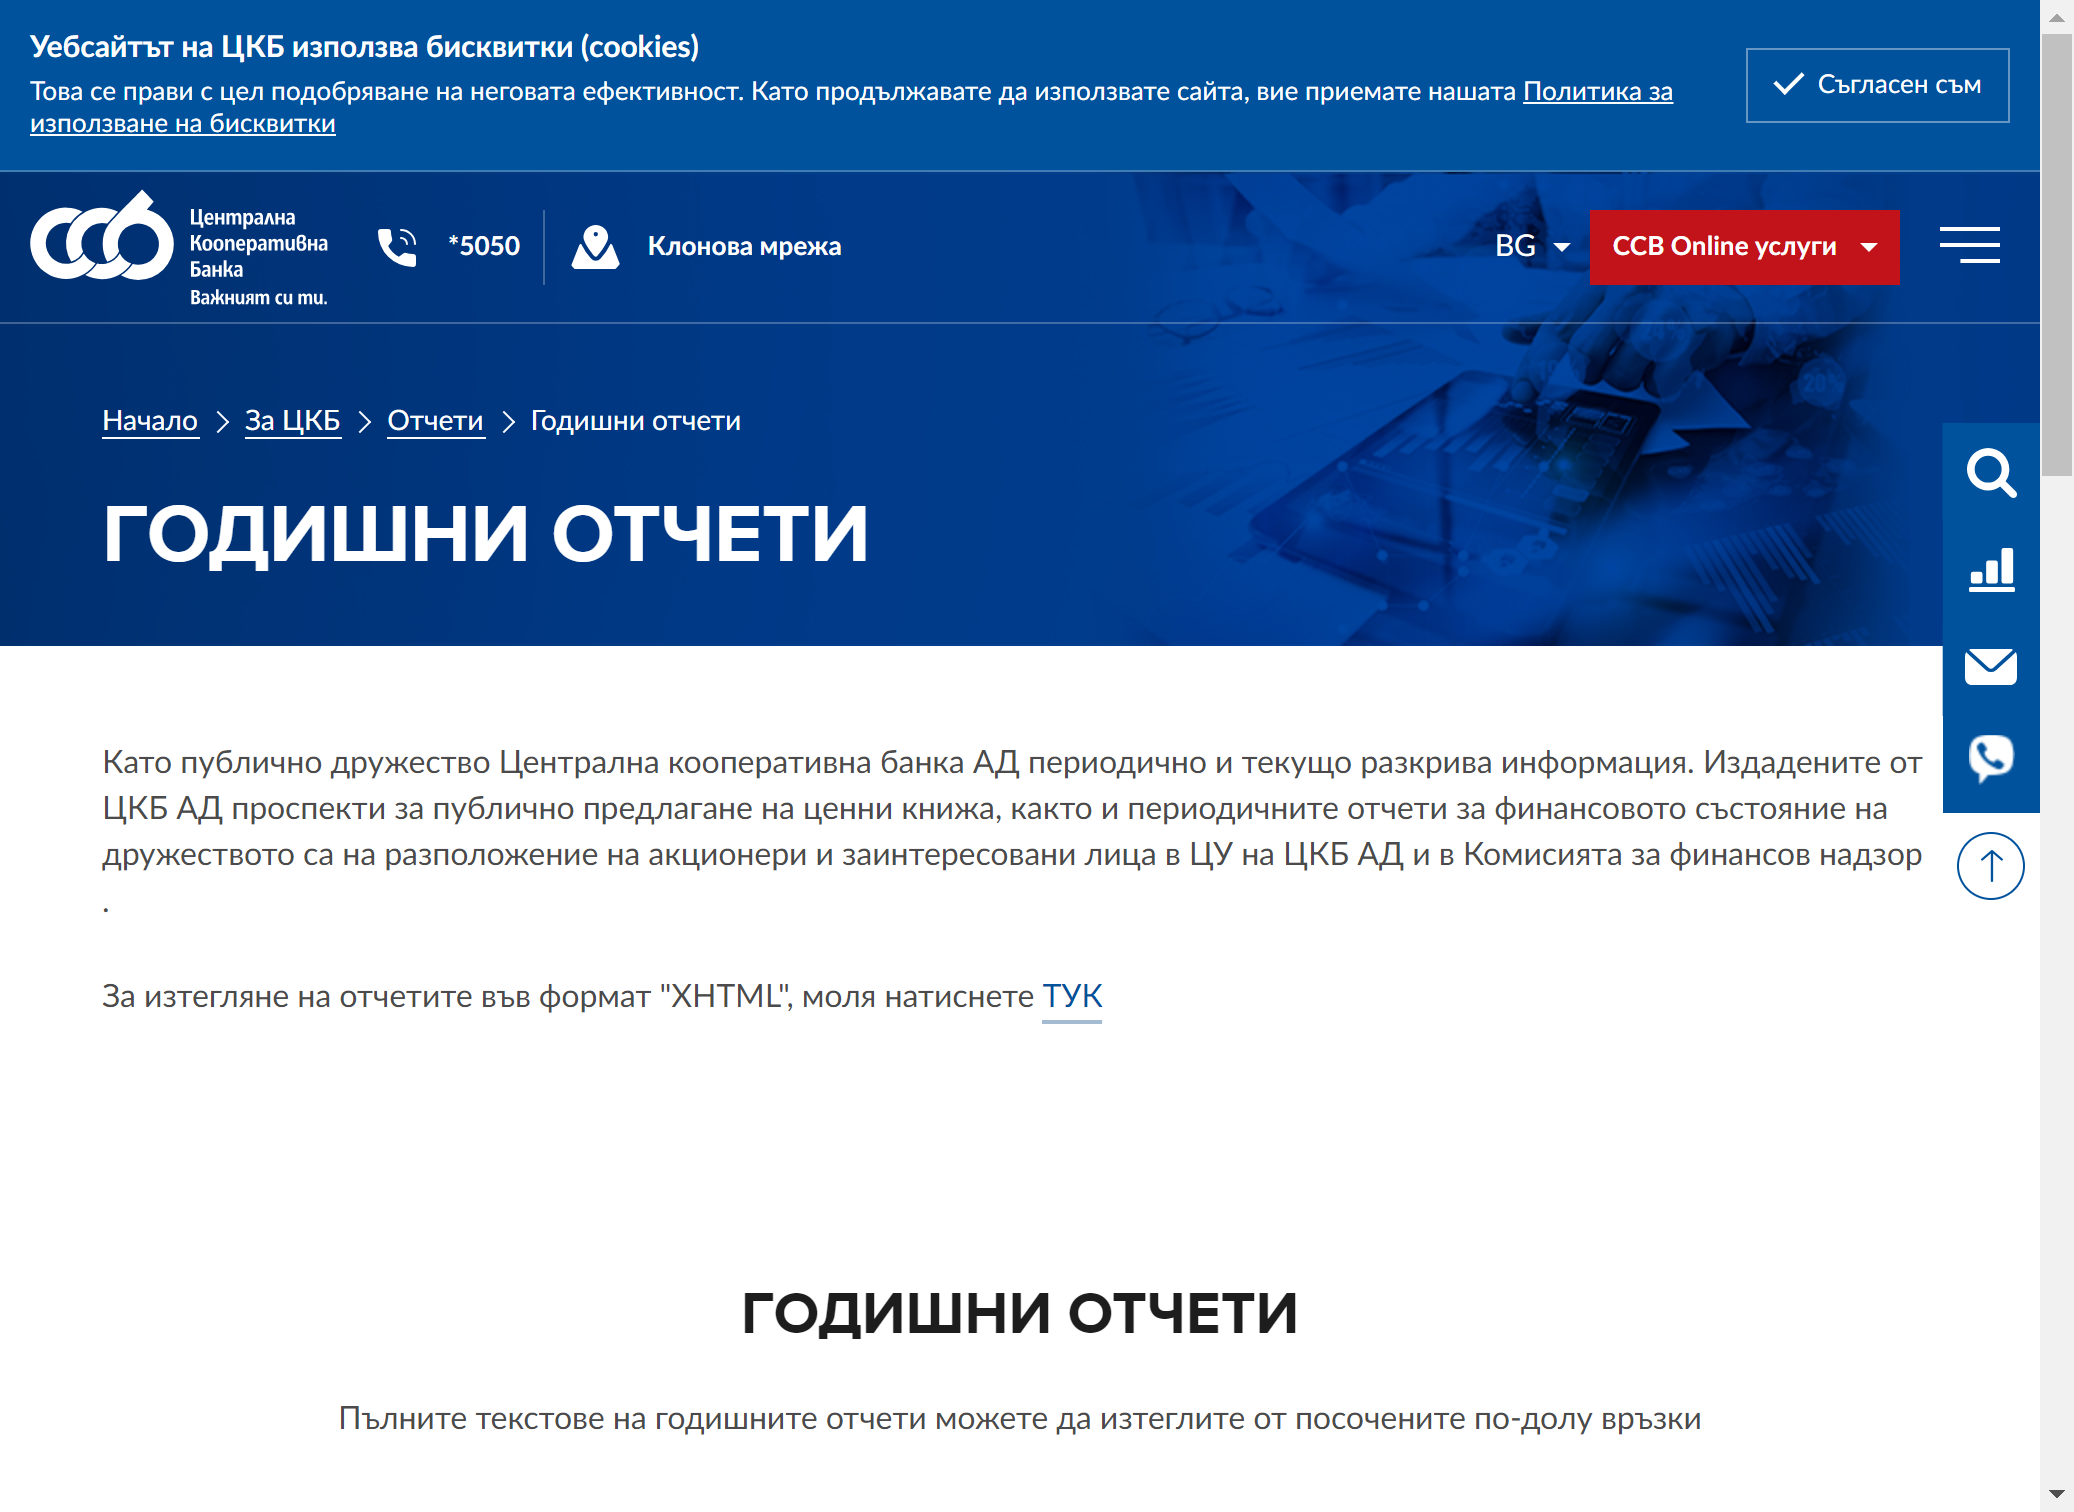 Уебсайтът на ЦКБ използва бисквитки (cookies)
Това се прави с цел подобряване на неговата ефективност. Като продължавате да използвате сайта, вие приемате нашата Политика за
използване на бисквитки
Съгласен съм
ccb
Централна
Кооперативна
Банка
Важният си ти.
*5050
Клонова мрежа
BG
CCB Online услуги
Начало > За ЦКБ > Отчети > Годишни отчети
ГОДИШНИ ОТЧЕТИ
Като публично дружество Централна кооперативна банка АД периодично и текущо разкрива информация. Издадените от
ЦКБ АД проспекти за публично предлагане на ценни книжа, както и периодичните отчети за финансовото състояние на
дружеството са на разположение на акционери и заинтересовани лица в ЦУ на ЦКБ АД и в Комисията за финансов надзор
.
За изтегляне на отчетите във формат "XHTML", моля натиснете ТУК
ГОДИШНИ ОТЧЕТИ
Пълните текстове на годишните отчети можете да изтеглите от посочените по-долу връзки